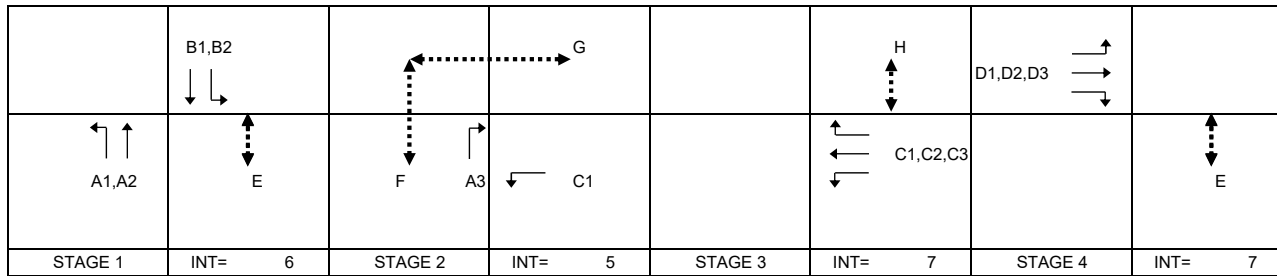 B1,B2
G
H
D1,D2,D3
C1,C2,C3
A1,A2
E
F
A3
C1
E
STAGE 1 INT= 6 STAGE 2 INT= 5 STAGE 3 INT= 7 STAGE 4 INT= 7